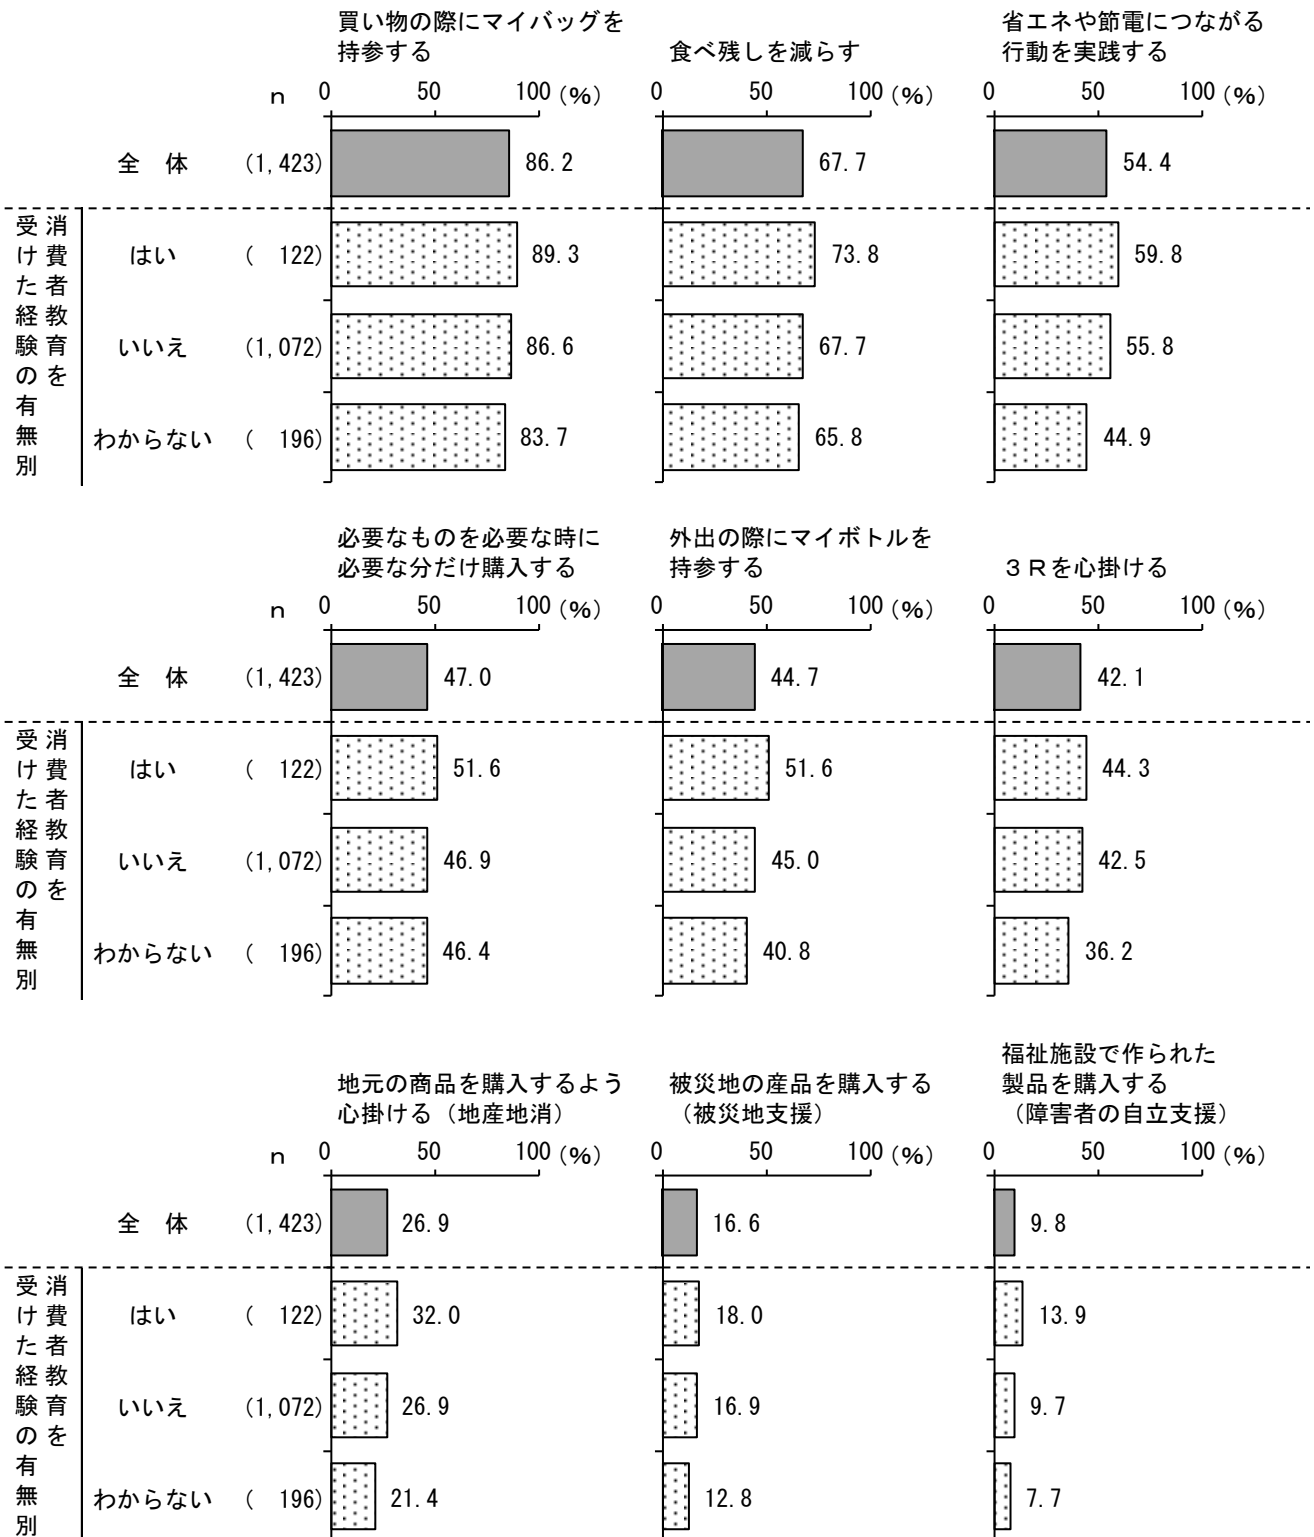 買い物の際にマイバッグを
持参する
食べ残しを減らす
省エネや節電につながる
行動を実践する
n 0 50 100 (%) 0 50 100 (%) 0 50 100 (%)
全 体 (1,423) 86.2 67.7 54.4
消費者教育を
受けた経験の有無別
はい ( 122) 89.3 73.8 59.8
いいえ (1,072) 86.6 67.7 55.8
わからない ( 196) 83.7 65.8 44.9
必要なものを必要な時に
必要な分だけ購入する
外出の際にマイボトルを
持参する
3Rを心掛ける
n 0 50 100 (%) 0 50 100 (%) 0 50 100 (%)
全 体 (1,423) 47.0 44.7 42.1
消費者教育を
受けた経験の有無別
はい ( 122) 51.6 51.6 44.3
いいえ (1,072) 46.9 45.0 42.5
わからない ( 196) 46.4 40.8 36.2
地元の商品を購入するよう
心掛ける(地産地消)
被災地の産品を購入する
(被災地支援)
福祉施設で作られた
製品を購入する
(障害者の自立支援)
n 0 50 100 (%) 0 50 100 (%) 0 50 100 (%)
全 体 (1,423) 26.9 16.6 9.8
消費者教育を
受けた経験の有無別
はい ( 122) 32.0 18.0 13.9
いいえ (1,072) 26.9 16.9 9.7
わからない ( 196) 21.4 12.8 7.7